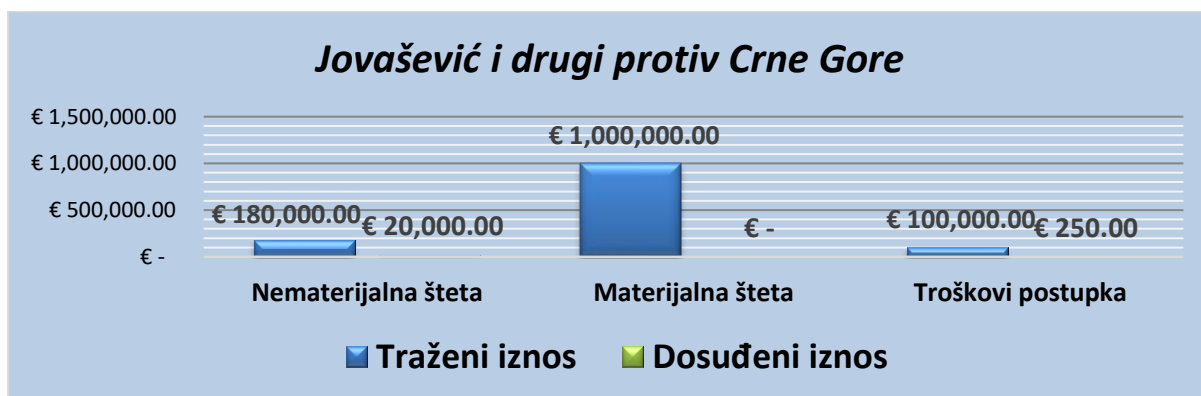 Jovašević i drugi protiv Crne Gore
€ 1,500,000.00
€ 1,000,000.00
€ 500,000.00
€ -
€ 180,000.00
€ 20,000.00
€ 1,000,000.00
€ -
€ 100,000.00
€ 250.00
Nematerijalna šteta
Materijalna šteta
Troškovi postupka
Traženi iznos
Dosuđeni iznos